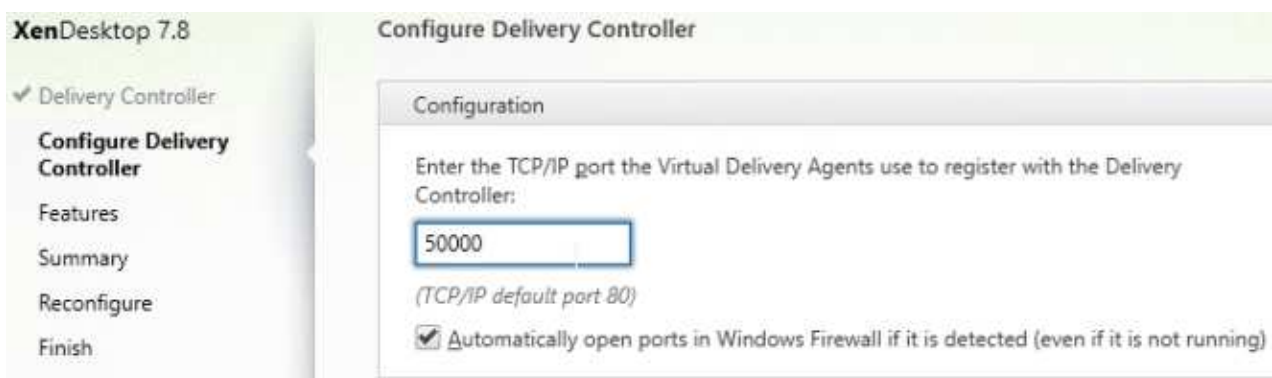 XenDesktop 7.8
✔ Delivery Controller
Configure Delivery
Controller
Features
Summary
Reconfigure
Finish
Configure Delivery Controller
Configuration
Enter the TCP/IP port the Virtual Delivery Agents use to register with the Delivery
Controller:
50000
(TCP/IP default port 80)
Automatically open ports in Windows Firewall if it is detected (even if it is not running)